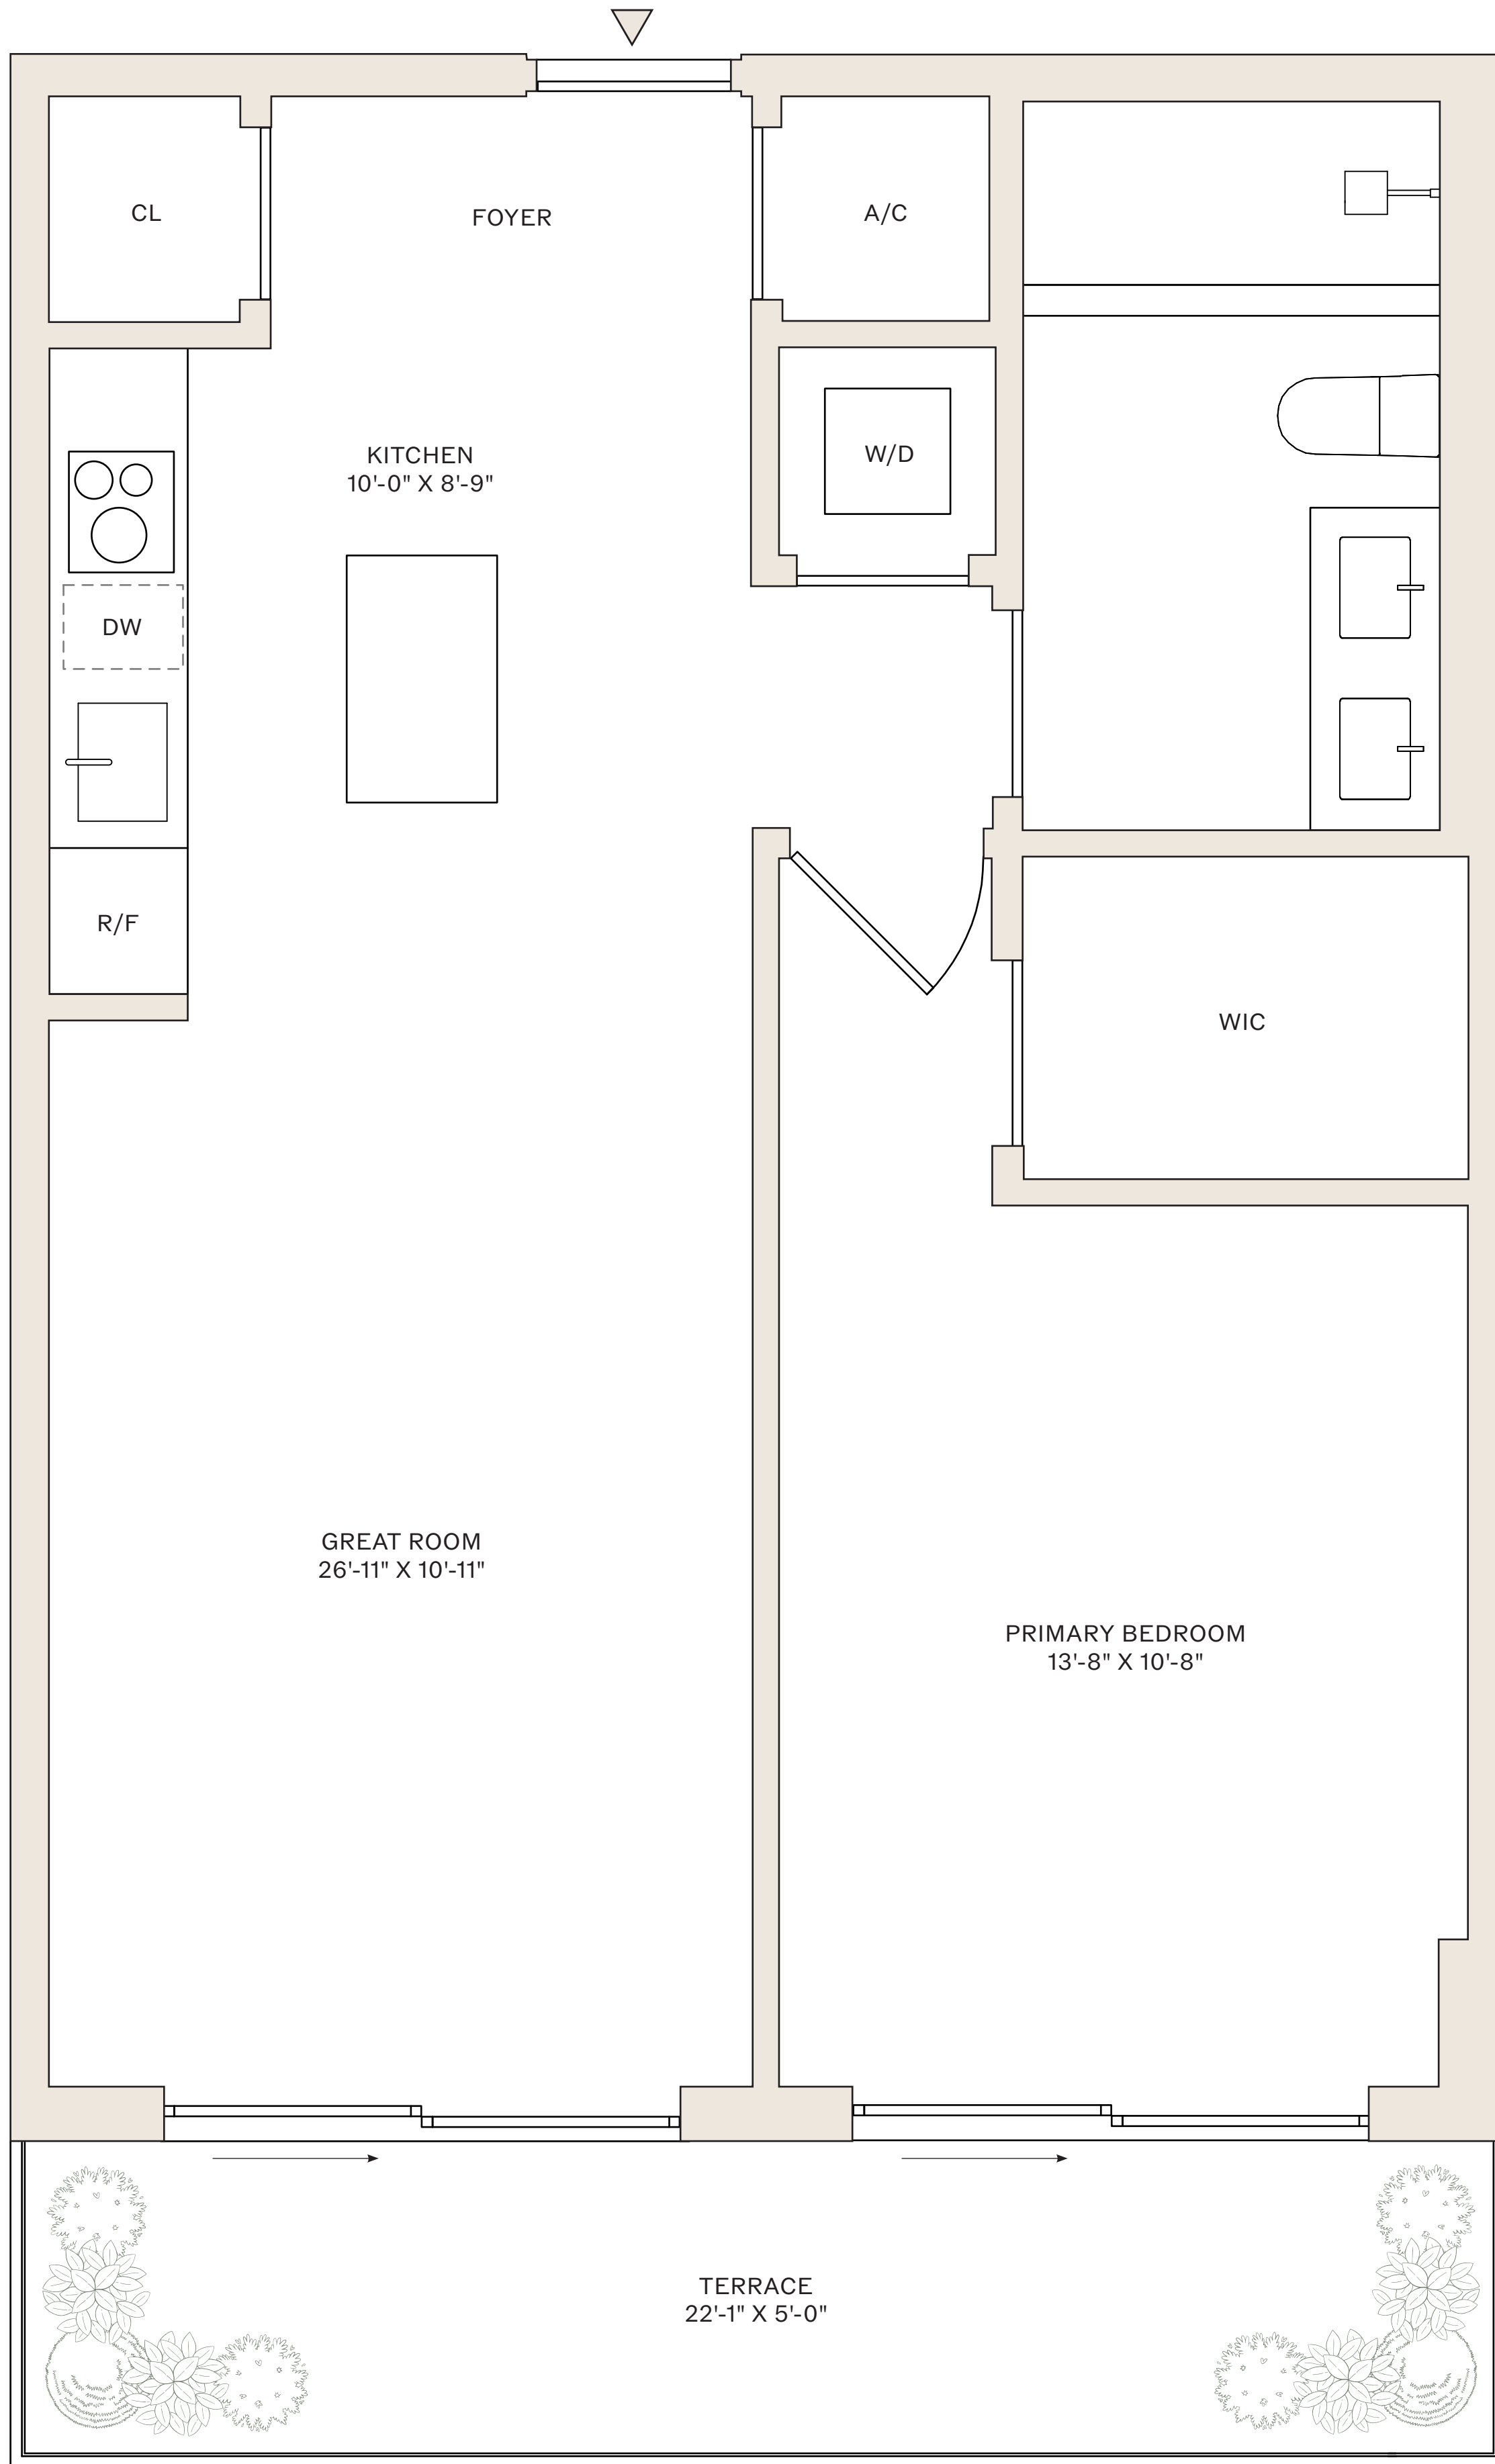 CL
FOYER
A/C
KITCHEN
10'-0" X 8'-9"
W/D
DW
R/F
WIC
GREAT ROOM
26'-11" X 10'-11"
PRIMARY BEDROOM
13'-8" X 10'-8"
TERRACE
22'-1" X 5'-0"